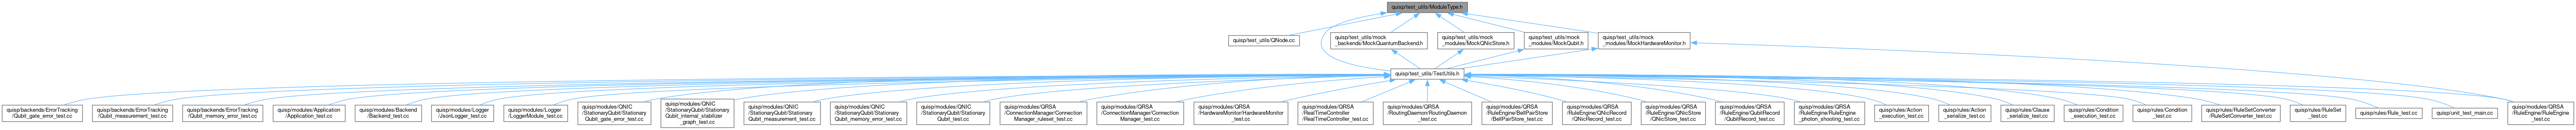 quisp/test_utils/ModuleType.h
quisp/test_utils/QNode.cc
quisp/test_utils/mock
_backends/MockQuantumBackend.h
quisp/test_utils/mock
_modules/MockQNicStore.h
quisp/test_utils/mock
_modules/MockQubit.h
quisp/test_utils/mock
_modules/MockHardwareMonitor.h
quisp/test_utils/TestUtils.h
quisp/backends/ErrorTracking
/Qubit_gate_error_test.cc
quisp/backends/ErrorTracking
/Qubit_measurement_test.cc
quisp/backends/ErrorTracking
/Qubit_memory_error_test.cc
quisp/modules/Application
/Application_test.cc
quisp/modules/Backend
/Backend_test.cc
quisp/modules/Logger
/JsonLogger_test.cc
quisp/modules/Logger
/LoggerModule_test.cc
quisp/modules/QNIC
/StationaryQubit/Stationary
Qubit_gate_error_test.cc
quisp/modules/QNIC
/StationaryQubit/Stationary
Qubit_internal_stabilizer
_graph_test.cc
quisp/modules/QNIC
/StationaryQubit/Stationary
Qubit_measurement_test.cc
quisp/modules/QNIC
/StationaryQubit/Stationary
Qubit_memory_error_test.cc
quisp/modules/QNIC
/StationaryQubit/Stationary
Qubit_test.cc
quisp/modules/QRSA
/ConnectionManager/Connection
Manager_ruleset_test.cc
quisp/modules/QRSA
/ConnectionManager/Connection
Manager_test.cc
quisp/modules/QRSA
/HardwareMonitor/HardwareMonitor
_test.cc
quisp/modules/QRSA
/RealTimeController
/RealTimeController_test.cc
quisp/modules/QRSA
/RoutingDaemon/RoutingDaemon
_test.cc
quisp/modules/QRSA
/RuleEngine/BellPairStore
/BellPairStore_test.cc
quisp/modules/QRSA
/RuleEngine/QNicRecord
/QNicRecord_test.cc
quisp/modules/QRSA
/RuleEngine/QNicStore
/QNicStore_test.cc
quisp/modules/QRSA
/RuleEngine/QubitRecord
/QubitRecord_test.cc
quisp/modules/QRSA
/RuleEngine/RuleEngine
_photon_shooting_test.cc
quisp/rules/Action
_execution_test.cc
quisp/rules/Action
_serialize_test.cc
quisp/rules/Clause
_serialize_test.cc
quisp/rules/Condition
_execution_test.cc
quisp/rules/Condition
_test.cc
quisp/rules/RuleSet
RuleSetConverter_test.cc
quisp/rules/RuleSet
_test.cc
quisp/rules/Rule_test.cc
quisp/unit_test_main.cc
quisp/modules/QRSA
/RuleEngine/RuleEngine
_test.cc